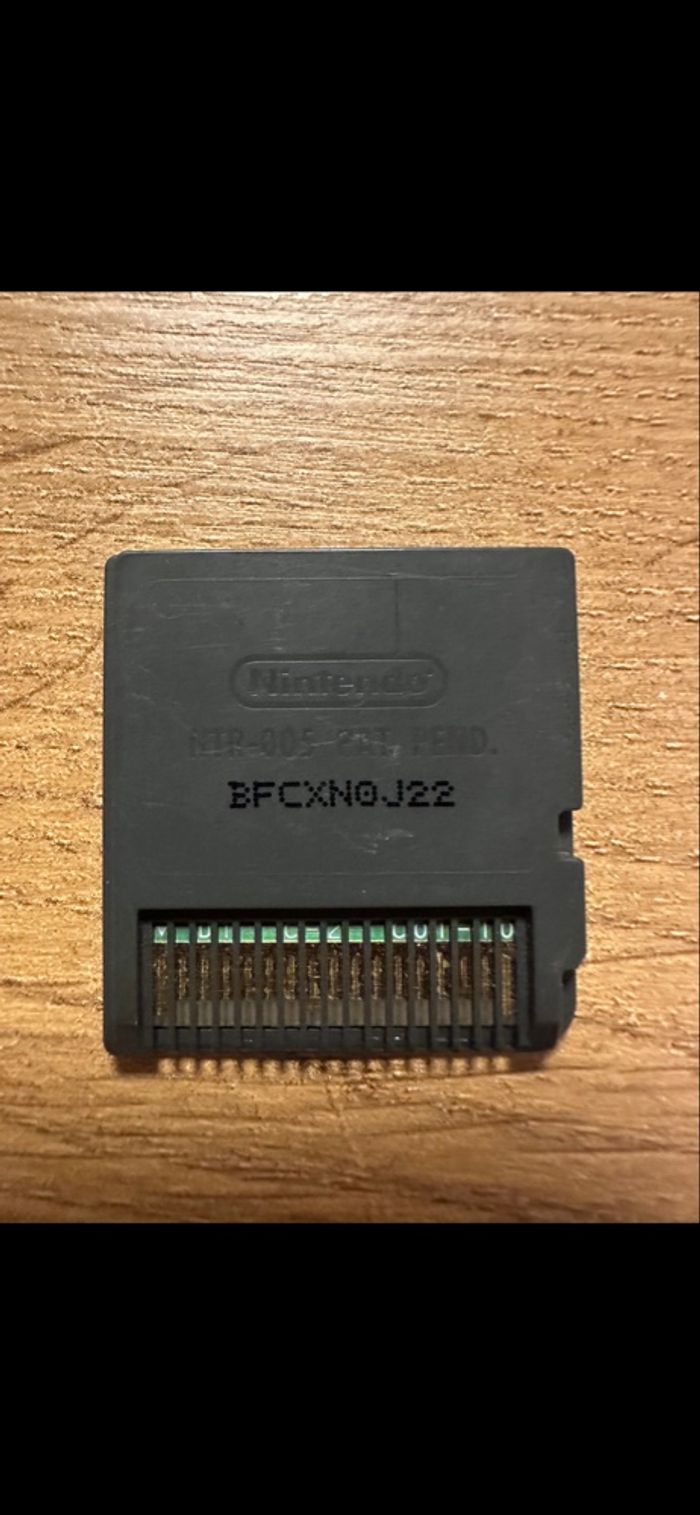 Nintendo
NTR-005 PAT. PEND.
BFCXN0J22